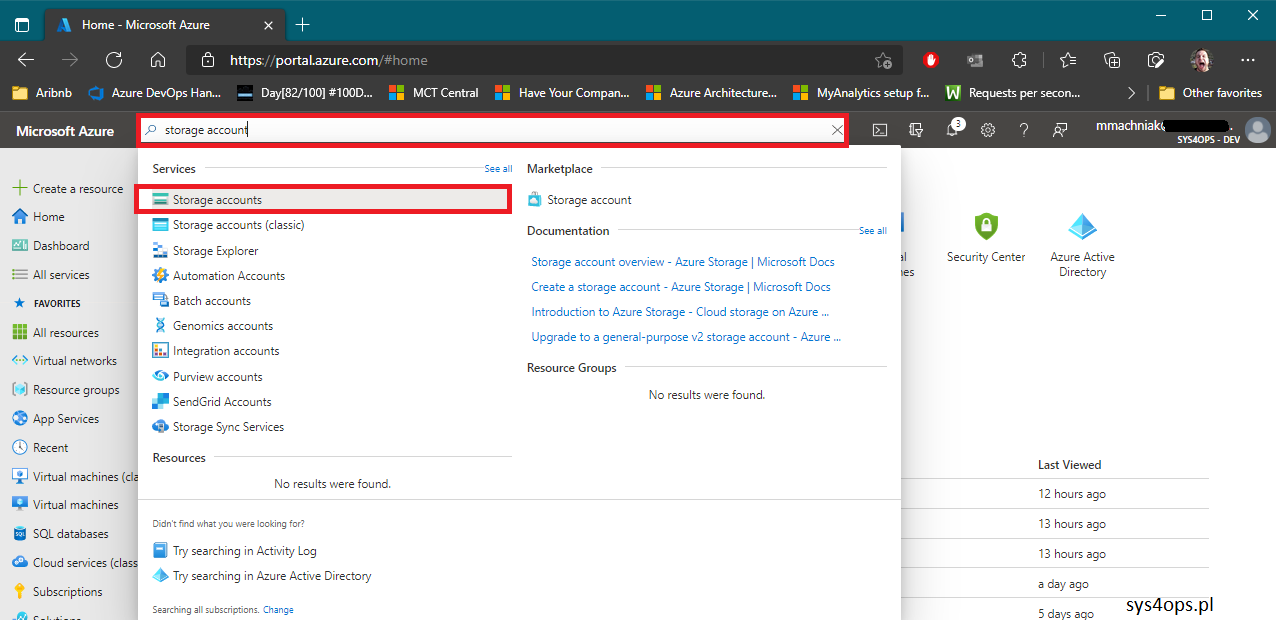 Home - Microsoft Azure
https://portal.azure.com/#home
Aribnb
Azure DevOps Han...
Day[82/100] #100D...
MCT Central
Have Your Compan...
Azure Architecture...
MyAnalytics setup f...
Requests per secon...
Other favorites
Microsoft Azure
storage account
3
mmachniak
SYS4OPS - DEV
Create a resource
Home
Dashboard
All services
FAVORITES
All resources
Virtual networks
Resource groups
App Services
Recent
Virtual machines (cla
Virtual machines
SQL databases
Cloud services (class
Subscriptions
Solutions
Services
See all
Storage accounts
Storage accounts (classic)
Storage Explorer
Automation Accounts
Batch accounts
Genomics accounts
Integration accounts
Purview accounts
SendGrid Accounts
Storage Sync Services
Resources
No results were found.
Didn't find what you were looking for?
Try searching in Activity Log
Try searching in Azure Active Directory
Searching all subscriptions. Change
Marketplace
Storage account
Documentation
See all
Storage account overview - Azure Storage | Microsoft Docs
Create a storage account - Azure Storage | Microsoft Docs
Introduction to Azure Storage - Cloud storage on Azure ...
Upgrade to a general-purpose v2 storage account - Azure ...
Resource Groups
No results were found.
Security Center
Azure Active
Directory
Last Viewed
12 hours ago
13 hours ago
13 hours ago
a day ago
5 days ago
sys4ops.pl